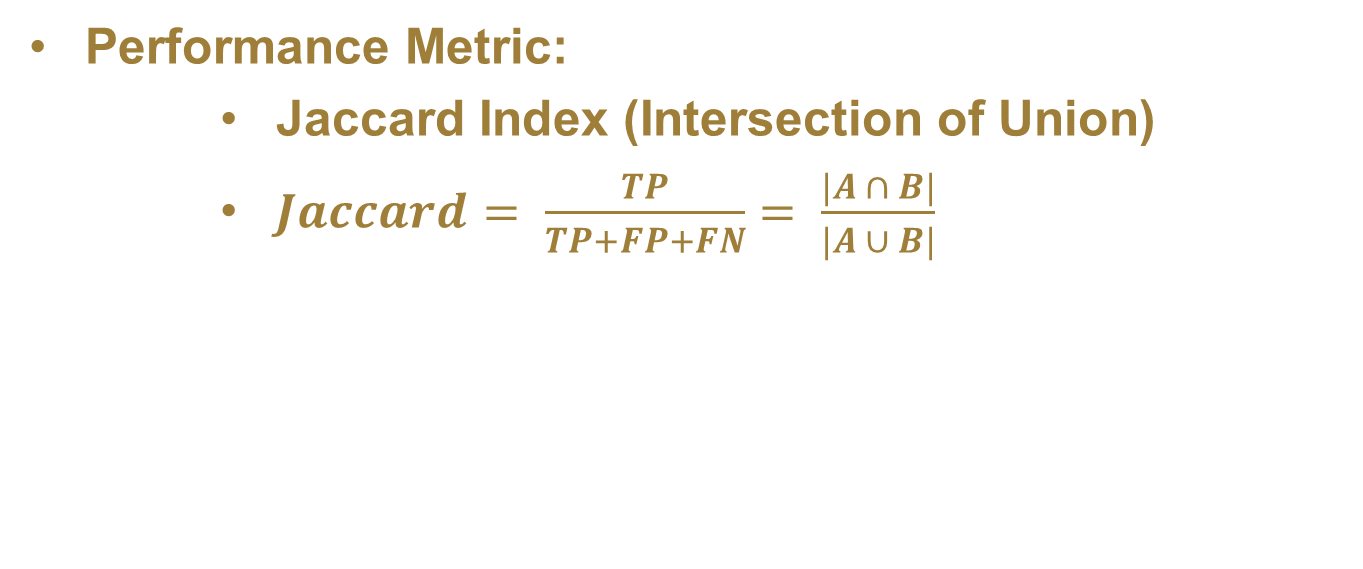 • Performance Metric:
• Jaccard Index (Intersection of Union)
• Jaccard = TP / TP+FP+FN = |A ∩ B| / |A ∪ B|